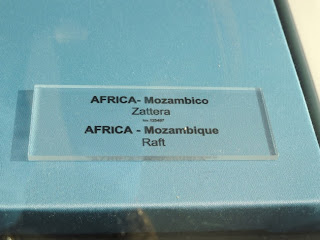 AFRICA- Mozambico
Zattera
AFRICA - Mozambique
Raft